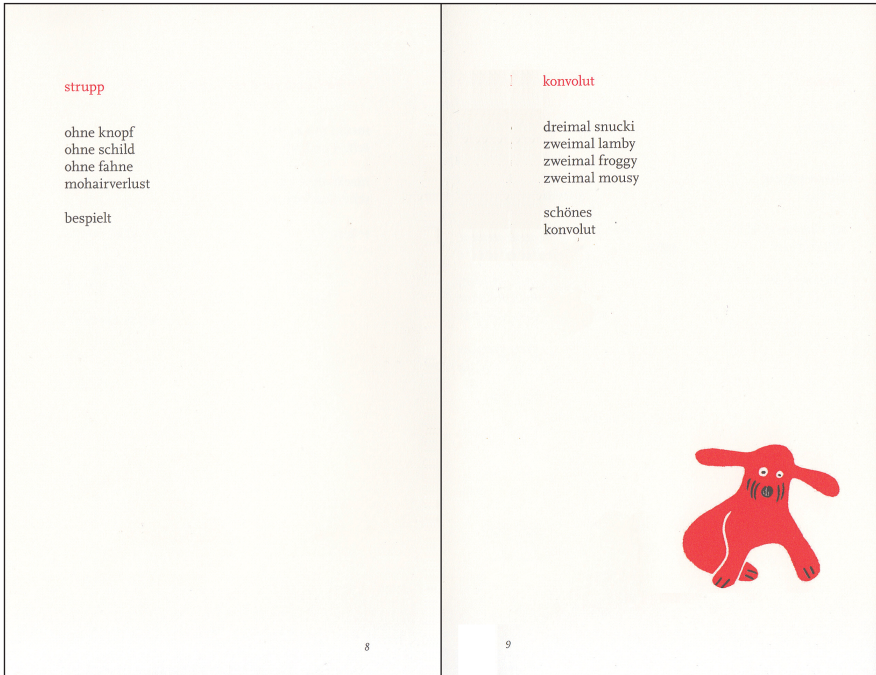 strupp
ohne knopf
ohne schild
ohne fahne
mohairverlust
bespielt
8
konvolut
dreimal snucki
zweimal lamby
zweimal froggy
zweimal mousy
schönes
konvolut
9